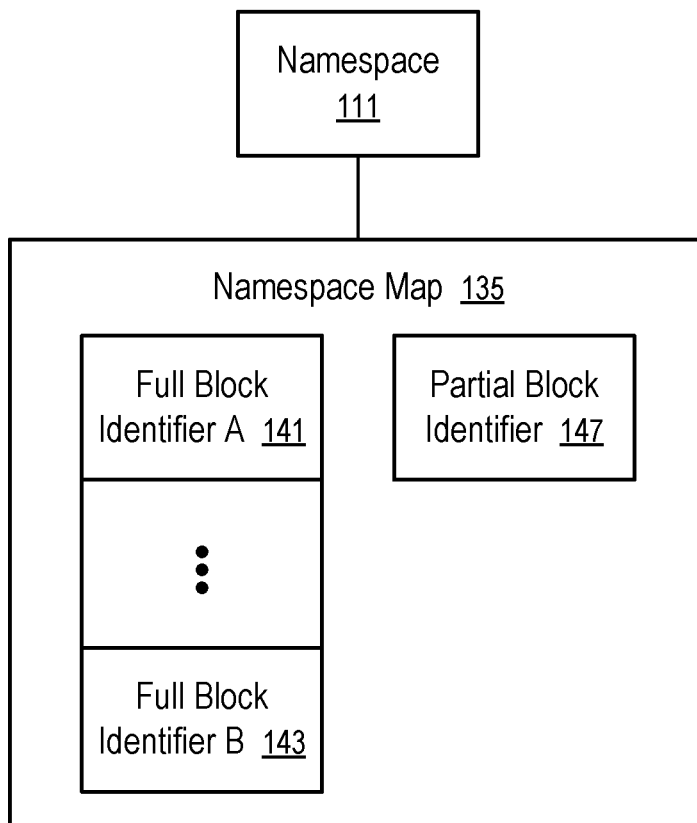 Namespace
111
Namespace Map 135
Full Block
Identifier A 141
Partial Block
Identifier 147
Full Block
Identifier B 143